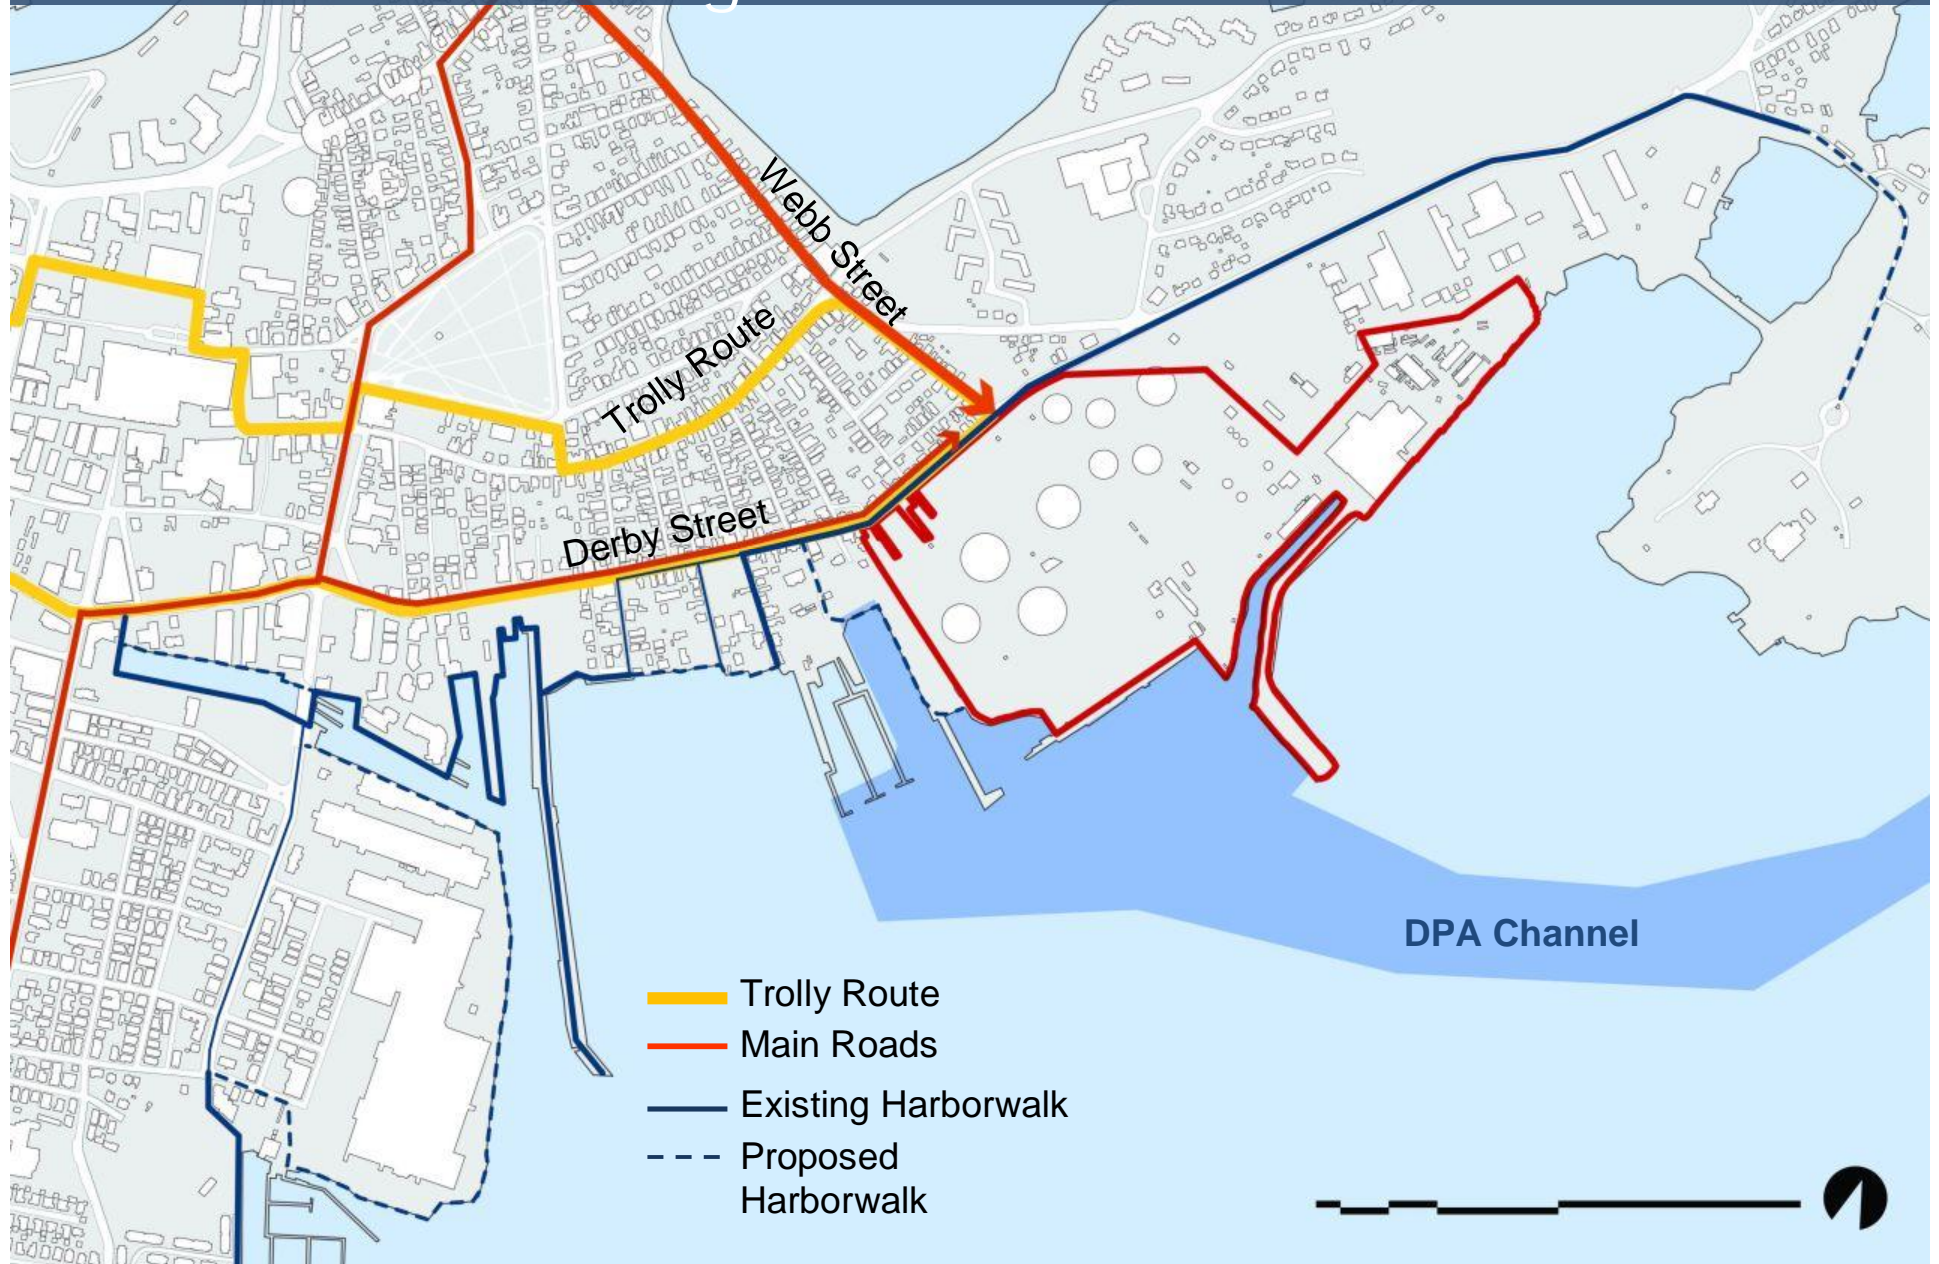 Webb Street
Trolly Route
Derby Street
DPA Channel
Trolly Route
Main Roads
Existing Harborwalk
Proposed
Harborwalk